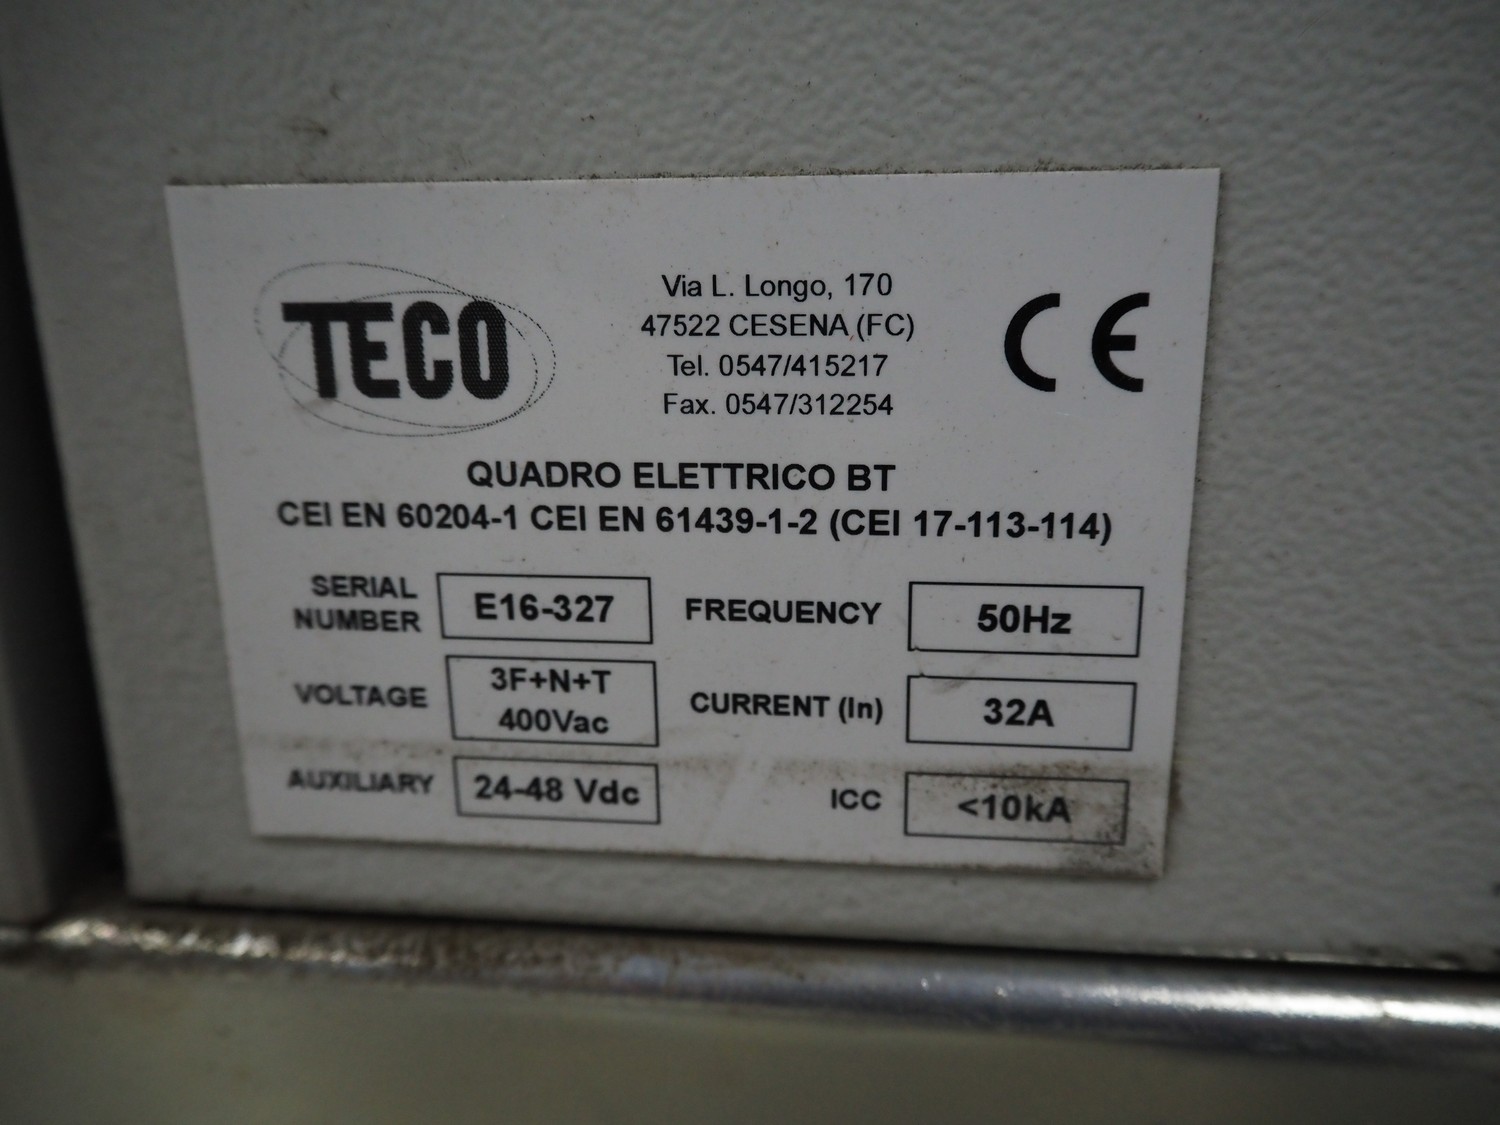 TECO
Via L. Longo, 170
47522 CESENA (FC)
Tel. 0547/415217
Fax. 0547/312254
CE
QUADRO ELETTRICO BT
CEI EN 60204-1 CEI EN 61439-1-2 (CEI 17-113-114)
SERIAL NUMBER E16-327 FREQUENCY 50Hz
VOLTAGE 3F+N+T 400Vac CURRENT (In) 32A
AUXILIARY 24-48 Vdc ICC <10kA